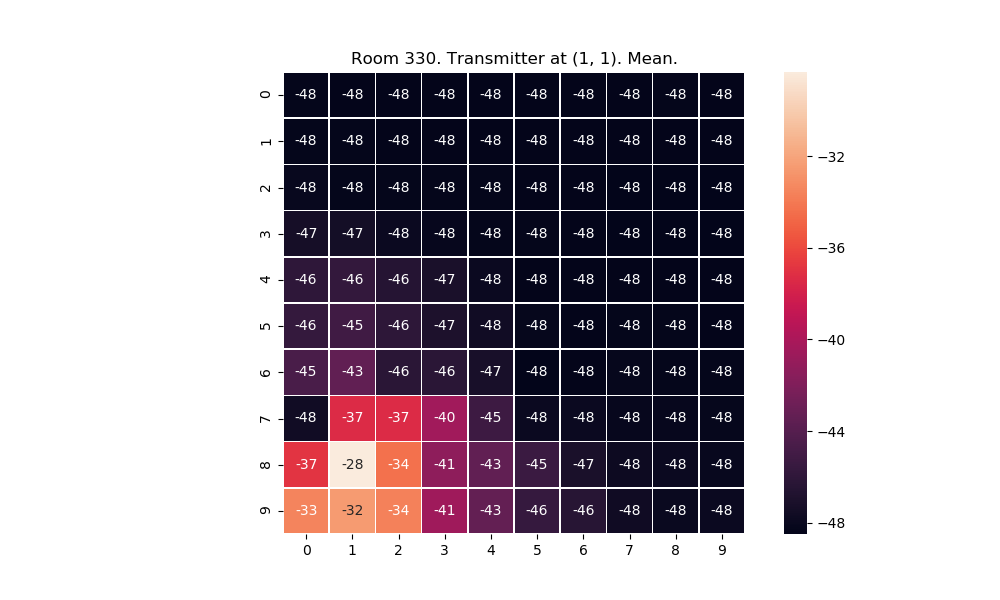 Room 330. Transmitter at (1, 1). Mean.
0 -48 -48 -48 -48 -48 -48 -48 -48 -48 -48
1 -48 -48 -48 -48 -48 -48 -48 -48 -48 -48
−32
2 -48 -48 -48 -48 -48 -48 -48 -48 -48 -48
3 -47 -47 -48 -48 -48 -48 -48 -48 -48 -48
−36
4 -46 -46 -46 -47 -48 -48 -48 -48 -48 -48
5 -46 -45 -46 -47 -48 -48 -48 -48 -48 -48
−40
6 -45 -43 -46 -46 -47 -48 -48 -48 -48 -48
7 -48 -37 -37 -40 -45 -48 -48 -48 -48 -48
−44
8 -37 -28 -34 -41 -43 -45 -47 -48 -48 -48
9 -33 -32 -34 -41 -43 -46 -46 -48 -48 -48
−48
0 1 2 3 4 5 6 7 8 9